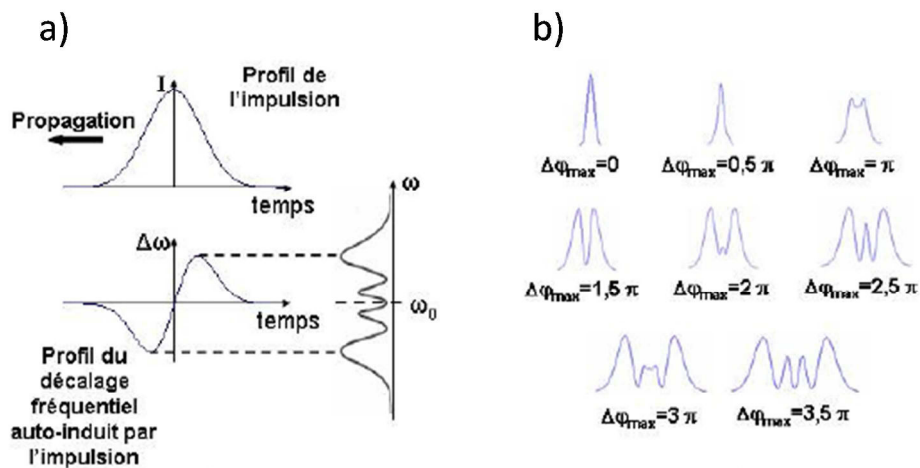 a)
I
Profil de
l'impulsion
Propagation
temps
Δω
temps
ω
ω₀
Profil du
décalage
fréquentiel
auto-induit par
l'impulsion
b)
Δφmax=0
Δφmax=0,5 π
Δφmax= π
Δφmax=1,5 π
Δφmax=2 π
Δφmax=2,5 π
Δφmax=3 π
Δφmax=3,5 π